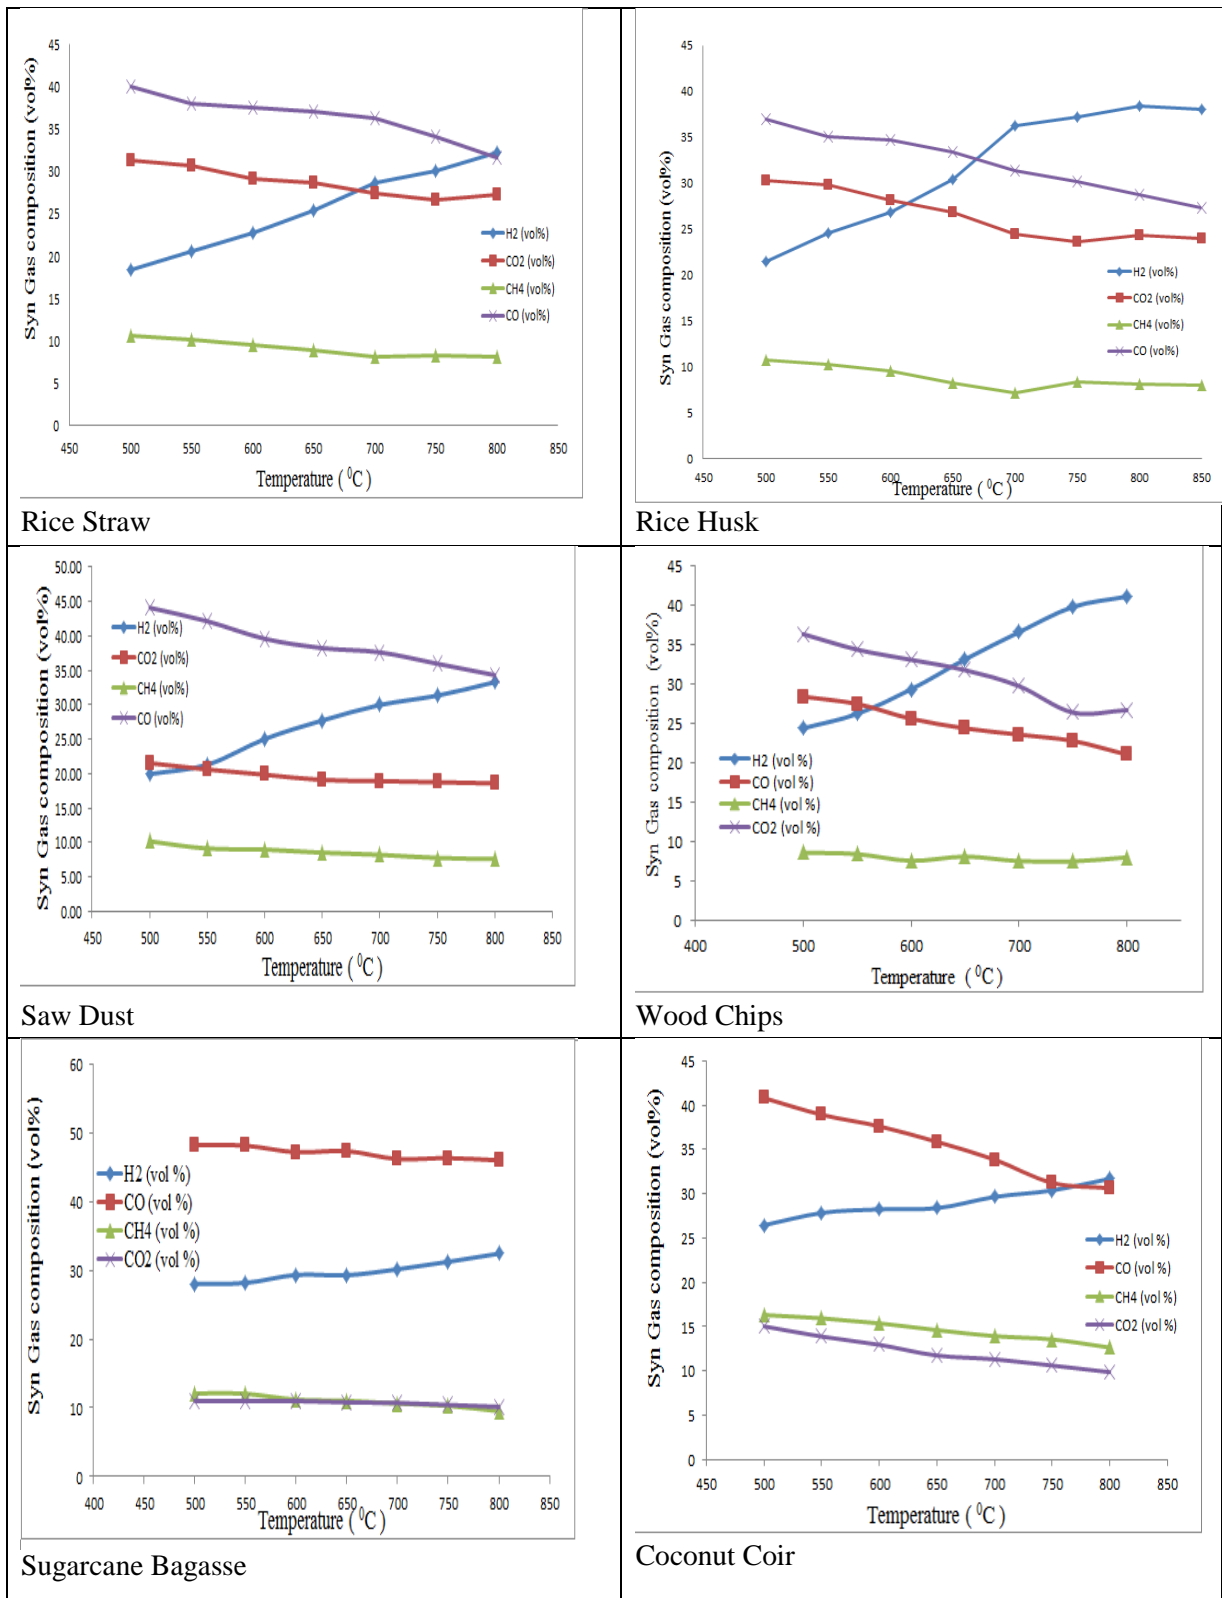 Syn Gas composition (vol%)
45
40
35
30
25
20
15
10
5
0
H2 (vol%)
CO2 (vol%)
CH4 (vol%)
CO (vol%)
450 500 550 600 650 700 750 800 850
Temperature ( ⁰C )
Rice Straw
Syn Gas composition (vol%)
45
40
35
30
25
20
15
10
5
0
H2 (vol%)
CO2 (vol%)
CH4 (vol%)
CO (vol%)
450 500 550 600 650 700 750 800 850
Temperature ( ⁰C )
Rice Husk
Syn Gas composition (vol%)
50.00
45.00
40.00
35.00
30.00
25.00
20.00
15.00
10.00
5.00
0.00
H2 (vol%)
CO2 (vol%)
CH4 (vol%)
CO (vol%)
450 500 550 600 650 700 750 800 850
Temperature ( ⁰C )
Saw Dust
Syn Gas composition (vol%)
45
40
35
30
25
20
15
10
5
0
H2 (vol %)
CO (vol %)
CH4 (vol %)
CO2 (vol %)
400 500 600 700 800
Temperature ( ⁰C )
Wood Chips
Syn Gas composition (vol%)
60
50
40
30
20
10
0
H2 (vol %)
CO (vol %)
CH4 (vol %)
CO2 (vol %)
400 450 500 550 600 650 700 750 800 850
Temperature ( ⁰C )
Sugarcane Bagasse
Syn Gas composition (vol%)
45
40
35
30
25
20
15
10
5
0
H2 (vol %)
CO (vol %)
CH4 (vol %)
CO2 (vol %)
450 500 550 600 650 700 750 800 850
Temperature ( ⁰C )
Coconut Coir